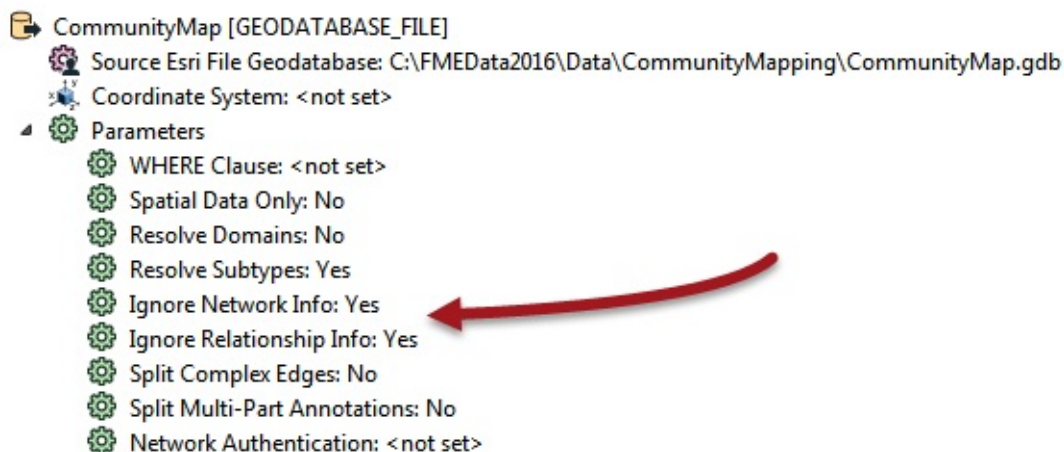 CommunityMap [GEODATABASE_FILE]
Source Esri File Geodatabase: C:\FMEData2016\Data\CommunityMapping\CommunityMap.gdb
Coordinate System: <not set>
Parameters
WHERE Clause: <not set>
Spatial Data Only: No
Resolve Domains: No
Resolve Subtypes: Yes
Ignore Network Info: Yes
Ignore Relationship Info: Yes
Split Complex Edges: No
Split Multi-Part Annotations: No
Network Authentication: <not set>